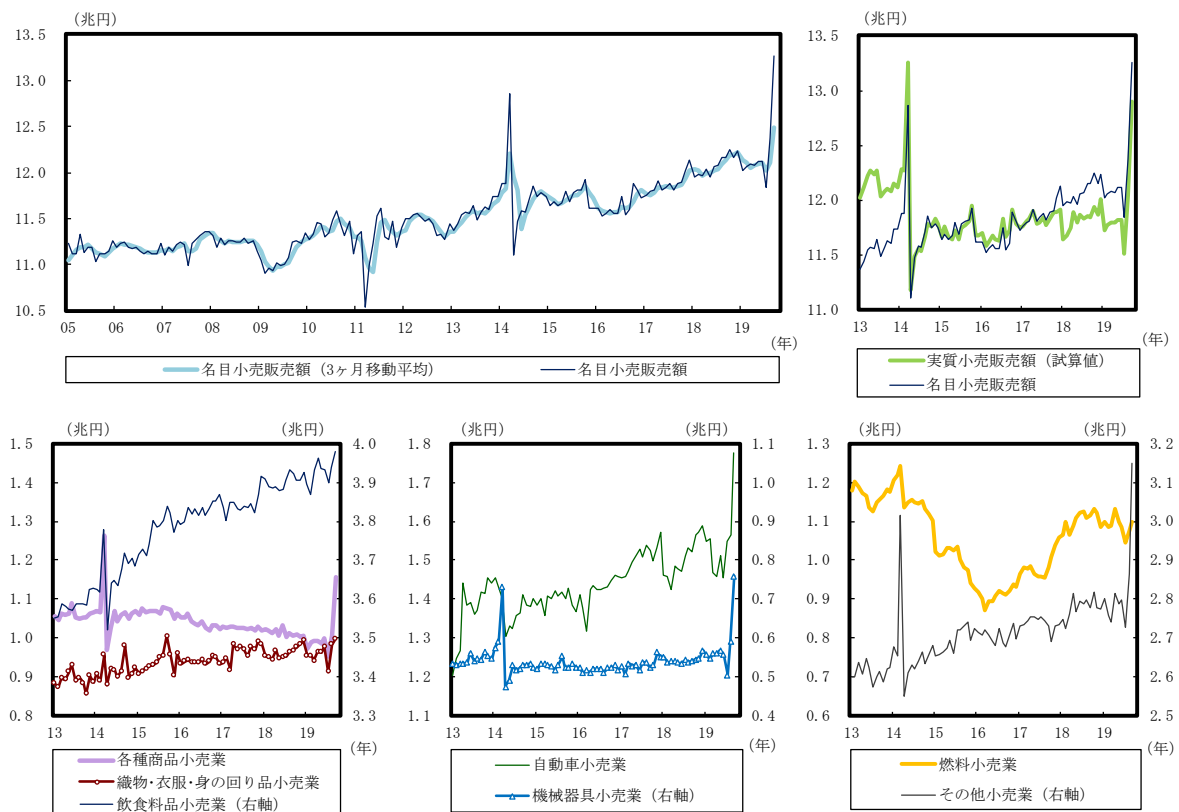 (兆円)
13.5
13.0
12.5
12.0
11.5
11.0
10.5
05 06 07 08 09 10 11 12 13 14 15 16 17 18 19
(年)
名目小売販売額(3ヶ月移動平均) 名目小売販売額
(兆円)
13.5
13.0
12.5
12.0
11.5
11.0
13 14 15 16 17 18 19
(年)
実質小売販売額(試算値)
名目小売販売額
(兆円) (兆円)
1.5 4.0
1.4 3.9
1.3 3.8
1.2 3.7
1.1 3.6
1.0 3.5
0.9 3.4
0.8 3.3
13 14 15 16 17 18 19
(年)
各種商品小売業
織物・衣服・身の回り品小売業
飲食料品小売業(右軸)
(兆円) (兆円)
1.8 1.1
1.7 1.0
1.6 0.9
1.5 0.8
1.4 0.7
1.3 0.6
1.2 0.5
1.1 0.4
13 14 15 16 17 18 19
(年)
自動車小売業
機械器具小売業(右軸)
(兆円) (兆円)
1.3 3.2
1.2 3.1
1.1 3.0
1.0 2.9
0.9 2.8
0.8 2.7
0.7 2.6
0.6 2.5
13 14 15 16 17 18 19
(年)
燃料小売業
その他小売業(右軸)